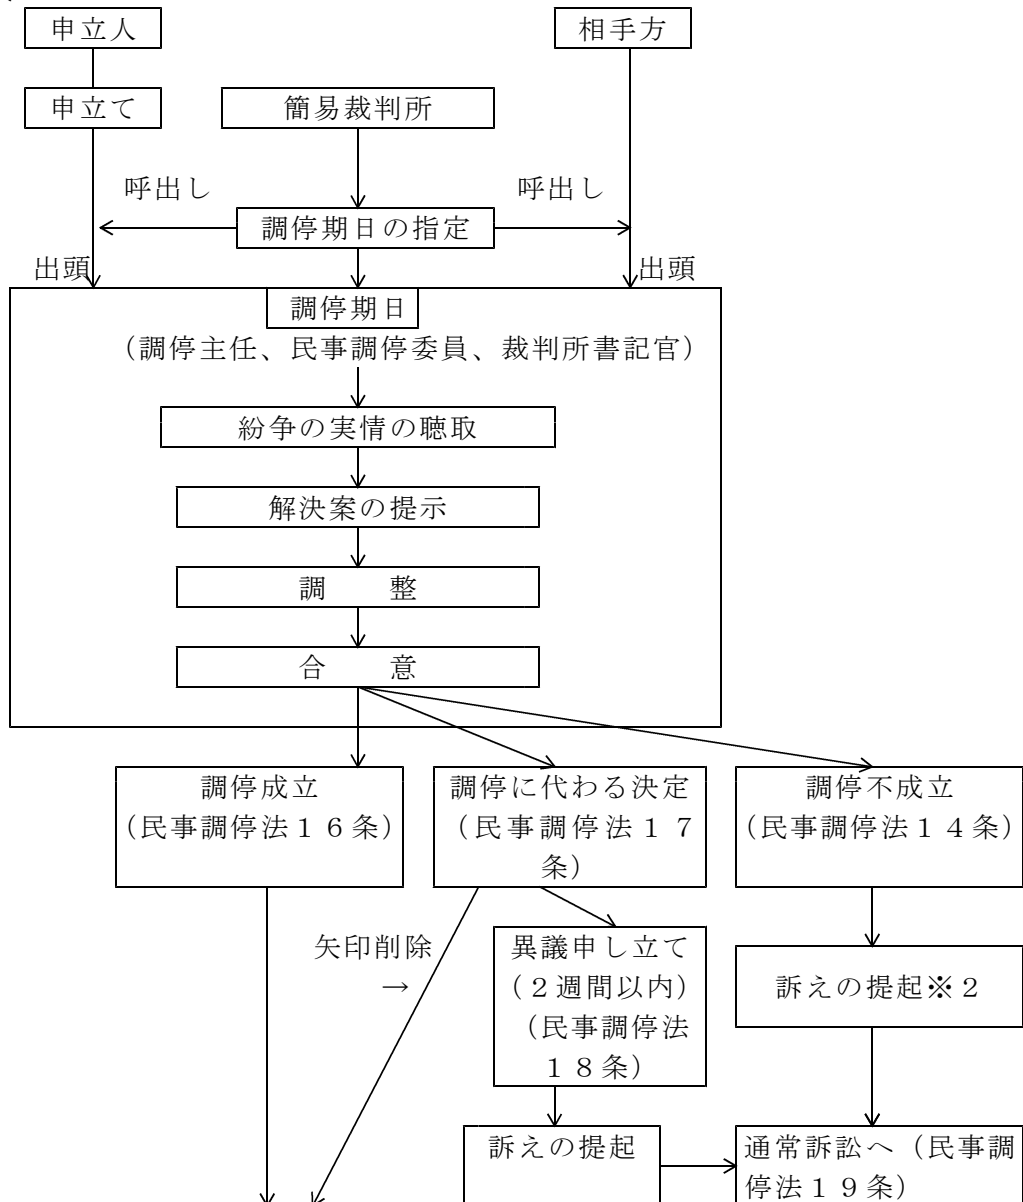 申立人
相手方
申立て
簡易裁判所
呼出し
呼出し
調停期日の指定
出頭
出頭
調停期日
（調停主任、民事調停委員、裁判所書記官）
紛争の実情の聴取
解決案の提示
調　　整
合　　意
調停成立
（民事調停法１６条）
調停に代わる決定
（民事調停法１７
条）
調停不成立
（民事調停法１４条）
矢印削除
→
異議申し立て
（２週間以内）
（民事調停法
１８条）
訴えの提起※２
訴えの提起
通常訴訟へ（民事調
停法１９条）